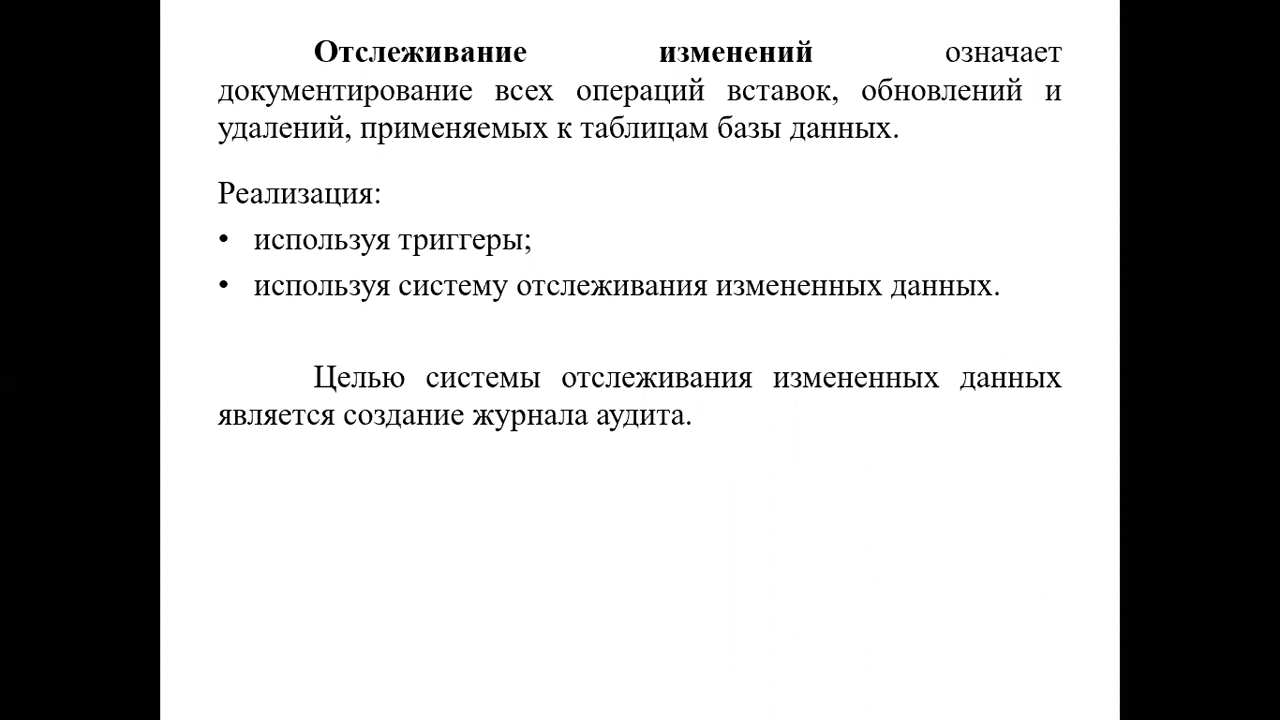 Отслеживание изменений означает
документирование всех операций вставок, обновлений и
удалений, применяемых к таблицам базы данных.
Реализация:
• используя триггеры;
• используя систему отслеживания измененных данных.
Целью системы отслеживания измененных данных
является создание журнала аудита.